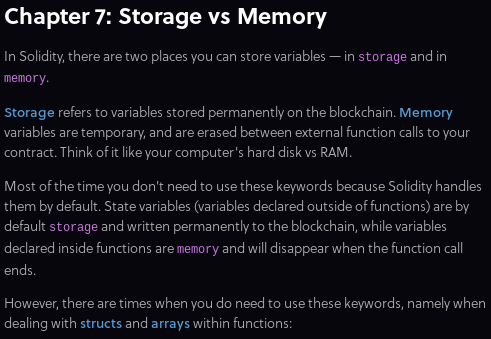 Chapter 7: Storage vs Memory
In Solidity, there are two places you can store variables — in storage and in
memory.
Storage refers to variables stored permanently on the blockchain. Memory
variables are temporary, and are erased between external function calls to your
contract. Think of it like your computer's hard disk vs RAM.
Most of the time you don't need to use these keywords because Solidity handles
them by default. State variables (variables declared outside of functions) are by
default storage and written permanently to the blockchain, while variables
declared inside functions are memory and will disappear when the function call
ends.
However, there are times when you do need to use these keywords, namely when
dealing with structs and arrays within functions: